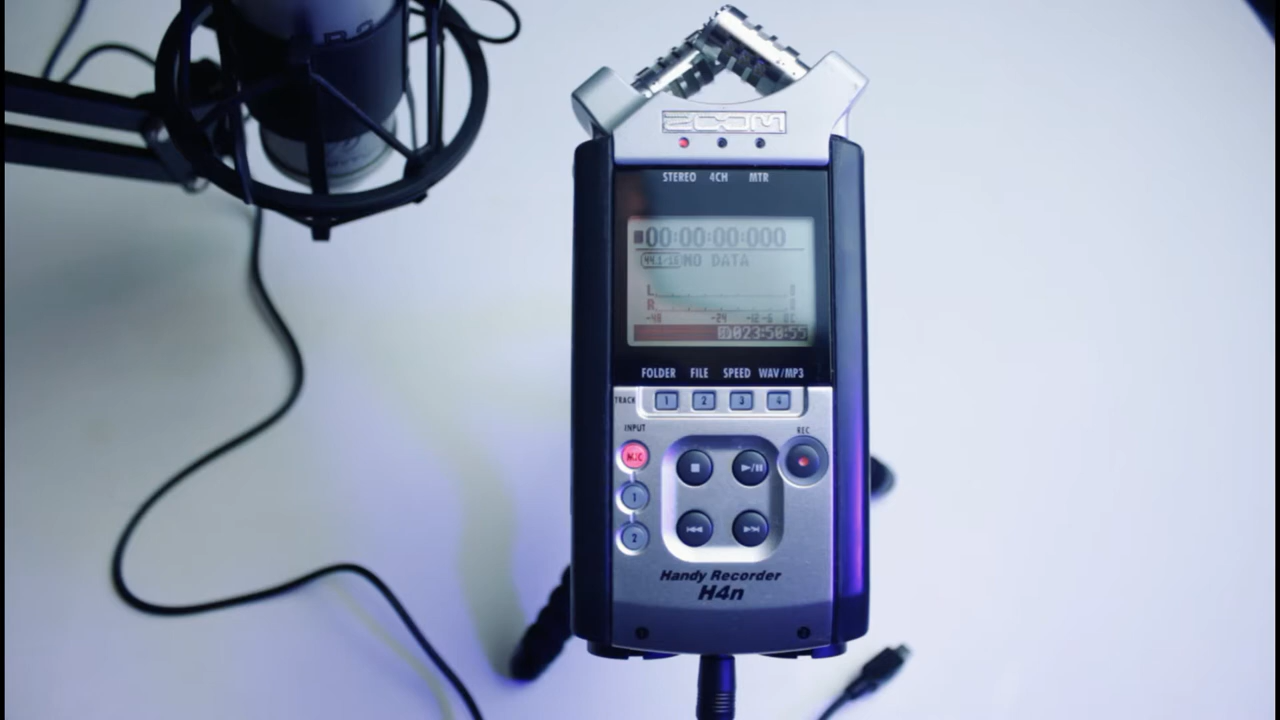 ZOOM
STEREO 4CH MTR
00:00:00:000
44.1/16 NO DATA
L
R
-48 -24 -12 -6 0
023:50:55
FOLDER FILE SPEED WAV/MP3
TRACK 1 2 3 4
INPUT REC
MIC
1
2
Handy Recorder
H4n